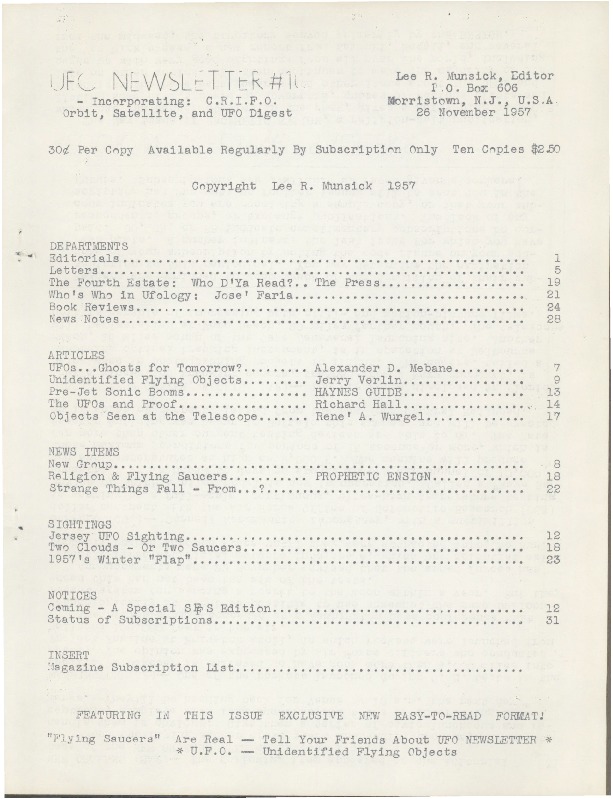 UFO NEWSLETTER #10
- Incorporating: C.R.I.F.O.
Orbit, Satellite, and UFO Digest
Lee R. Munsick, Editor
P.O. Box 606
Morristown, N.J., U.S.A.
26 November 1957
30¢ Per Copy Available Regularly By Subscription Only Ten Copies $2.50
Copyright Lee R. Munsick 1957
DEPARTMENTS
Editorials........................................................ 1
Letters........................................................... 5
The Fourth Estate: Who D'Ya Read?.. The Press..................... 19
Who's Who in Ufology: Jose' Faria................................. 21
Book Reviews...................................................... 24
News Notes........................................................ 28
ARTICLES
UFOs...Ghosts for Tomorrow?......... Alexander D. Mebane.......... 7
Unidentified Flying Objects......... Jerry Verlin................. 9
Pre-Jet Sonic Booms................. HAYNES GUIDE................. 13
The UFOs and Proof.................. Richard Hall................. 14
Objects Seen at the Telescope....... Rene' A. Wurgel.............. 17
NEWS ITEMS
New Group......................................................... 8
Religion & Flying Saucers........... PROPHETIC ENSIGN............. 18
Strange Things Fall - From...?.................................... 22
SIGHTINGS
Jersey UFO Sighting............................................... 12
Two Clouds - Or Two Saucers....................................... 18
1957's Winter "Flap".............................................. 23
NOTICES
Coming - A Special SPS Edition.................................... 12
Status of Subscriptions........................................... 31
INSERT
Magazine Subscription List........................................
FEATURING IN THIS ISSUE EXCLUSIVE NEW EASY-TO-READ FORMAT!
"Flying Saucers" Are Real — Tell Your Friends About UFO NEWSLETTER *
* U.F.O. — Unidentified Flying Objects